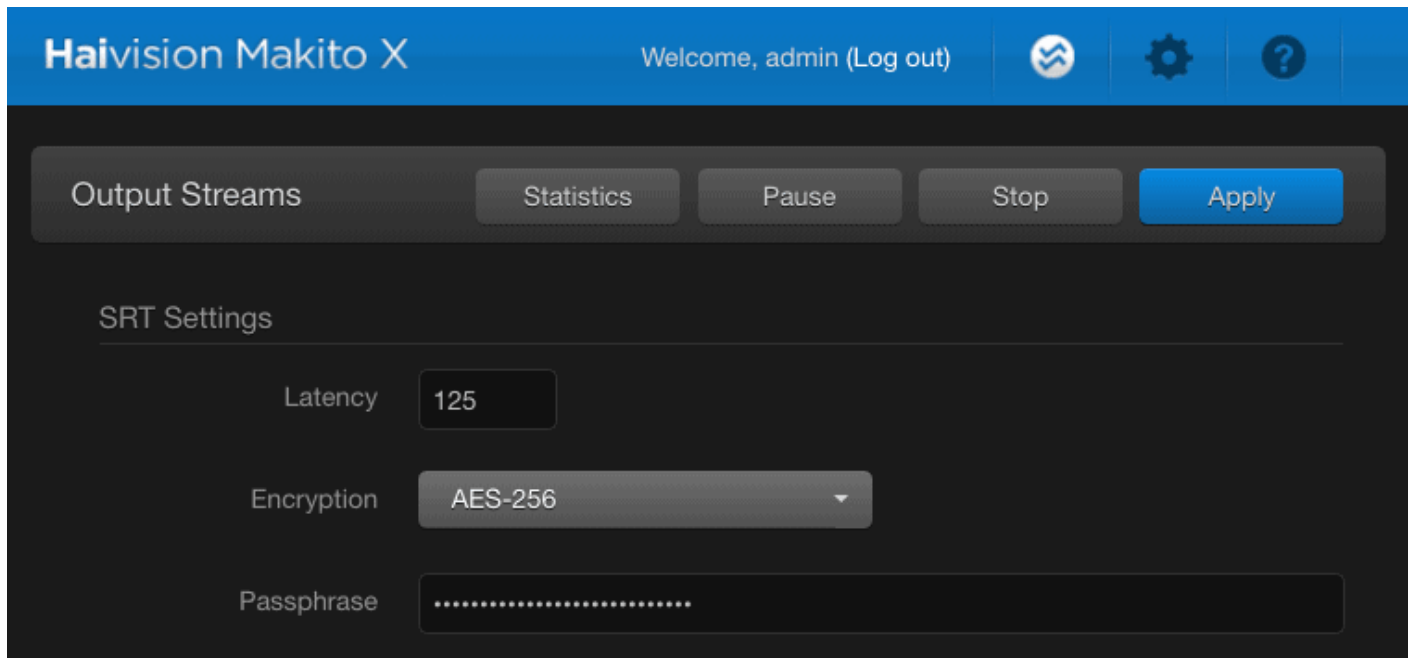 Haivision Makito X Welcome, admin (Log out) ?
Output Streams Statistics Pause Stop Apply
SRT Settings
Latency 125
Encryption AES-256
Passphrase ••••••••••••••••••••••••••••